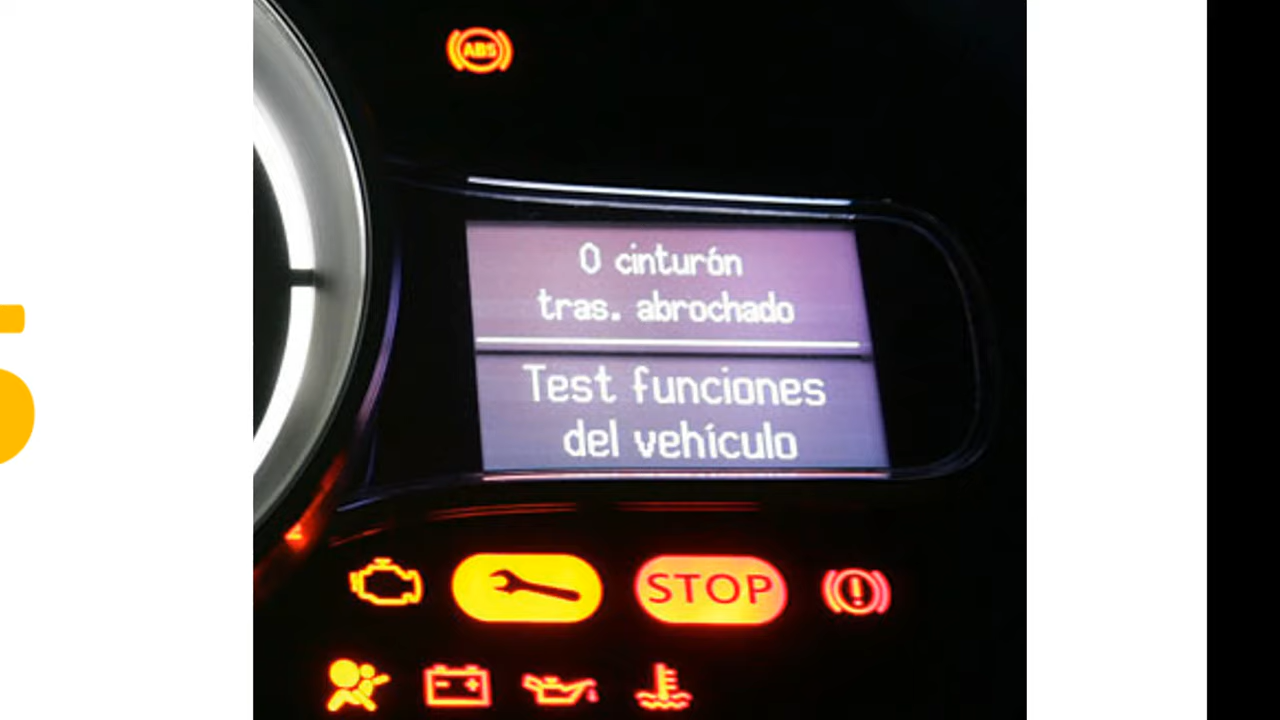 ABS
0 cinturón
tras. abrochado
Test funciones
del vehículo
STOP